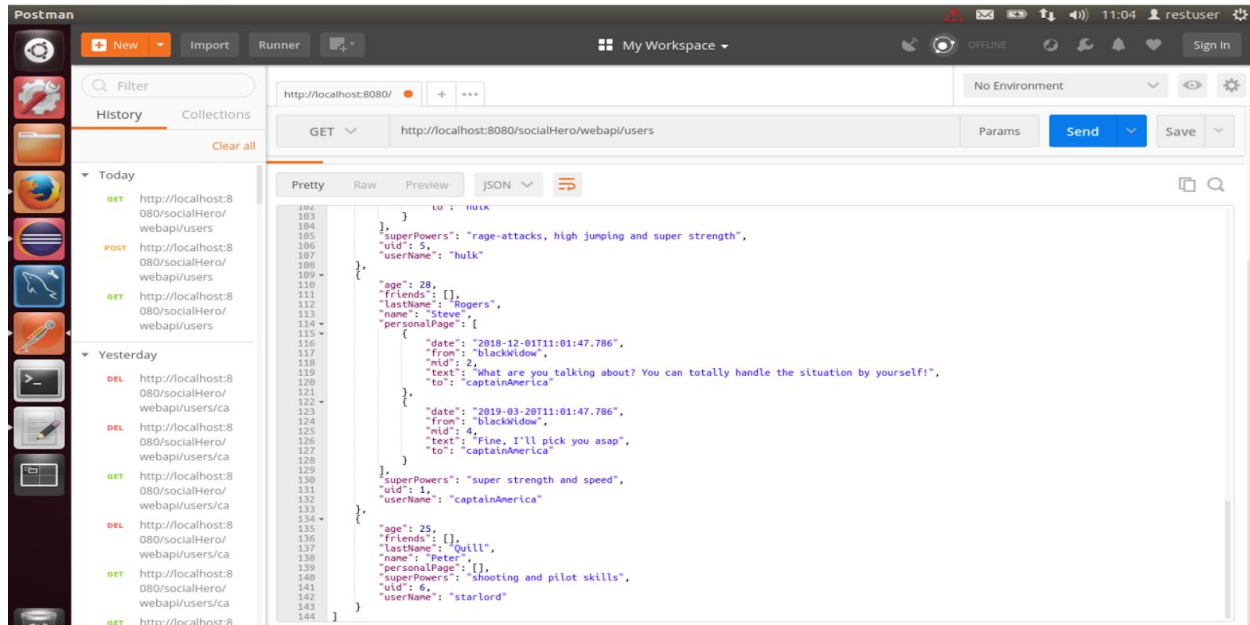 Postman
11:04 restuser
New Import Runner My Workspace OFFLINE Sign In
Filter
History Collections
Clear all
Today
GET http://localhost:8
080/socialHero/
webapi/users
POST http://localhost:8
080/socialHero/
webapi/users
GET http://localhost:8
080/socialHero/
webapi/users
Yesterday
DEL http://localhost:8
080/socialHero/
webapi/users/ca
DEL http://localhost:8
080/socialHero/
webapi/users/ca
GET http://localhost:8
080/socialHero/
webapi/users/ca
DEL http://localhost:8
080/socialHero/
webapi/users/ca
GET http://localhost:8
080/socialHero/
webapi/users/ca
GET http://localhost:8
http://localhost:8080/ + •••
No Environment
GET http://localhost:8080/socialHero/webapi/users Params Send Save
Pretty Raw Preview JSON
102 "to": "hulk"
103 }
104 ],
105 "superPowers": "rage-attacks, high jumping and super strength",
106 "uid": 5,
107 "userName": "hulk"
108 },
109 {
110 "age": 28,
111 "friends": [],
112 "lastName": "Rogers",
113 "name": "Steve",
114 "personalPage": [
115 {
116 "date": "2018-12-01T11:01:47.786",
117 "from": "blackWidow",
118 "mid": 2,
119 "text": "What are you talking about? You can totally handle the situation by yourself!",
120 "to": "captainAmerica"
121 },
122 {
123 "date": "2019-03-20T11:01:47.786",
124 "from": "blackWidow",
125 "mid": 4,
126 "text": "Fine, I'll pick you asap",
127 "to": "captainAmerica"
128 }
129 ],
130 "superPowers": "super strength and speed",
131 "uid": 1,
132 "userName": "captainAmerica"
133 },
134 {
135 "age": 25,
136 "friends": [],
137 "lastName": "Quill",
138 "name": "Peter",
139 "personalPage": [],
140 "superPowers": "shooting and pilot skills",
141 "uid": 6,
142 "userName": "starlord"
143 }
144 ]